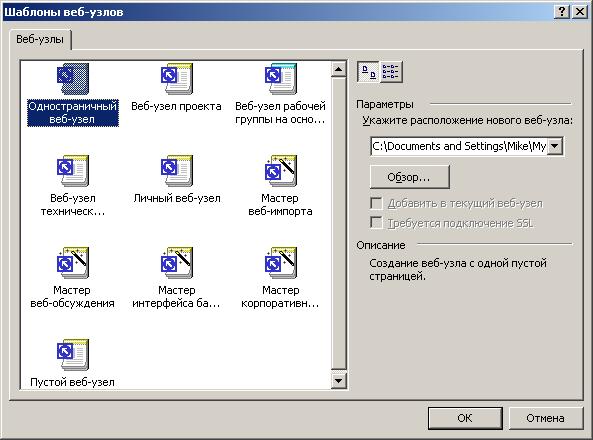 Шаблоны веб-узлов
Веб-узлы
Одностраничный
веб-узел
Веб-узел проекта
Веб-узел рабочей
группы на осно...
Веб-узел
техническ...
Личный веб-узел
Мастер
веб-импорта
Мастер
веб-обсуждения
Мастер
интерфейса ба...
Мастер
корпоративн...
Пустой веб-узел
Параметры
Укажите расположение нового веб-узла:
C:\Documents and Settings\Mike\My
Обзор...
Добавить в текущий веб-узел
Требуется подключение SSL
Описание
Создание веб-узла с одной пустой
страницей.
ОК
Отмена